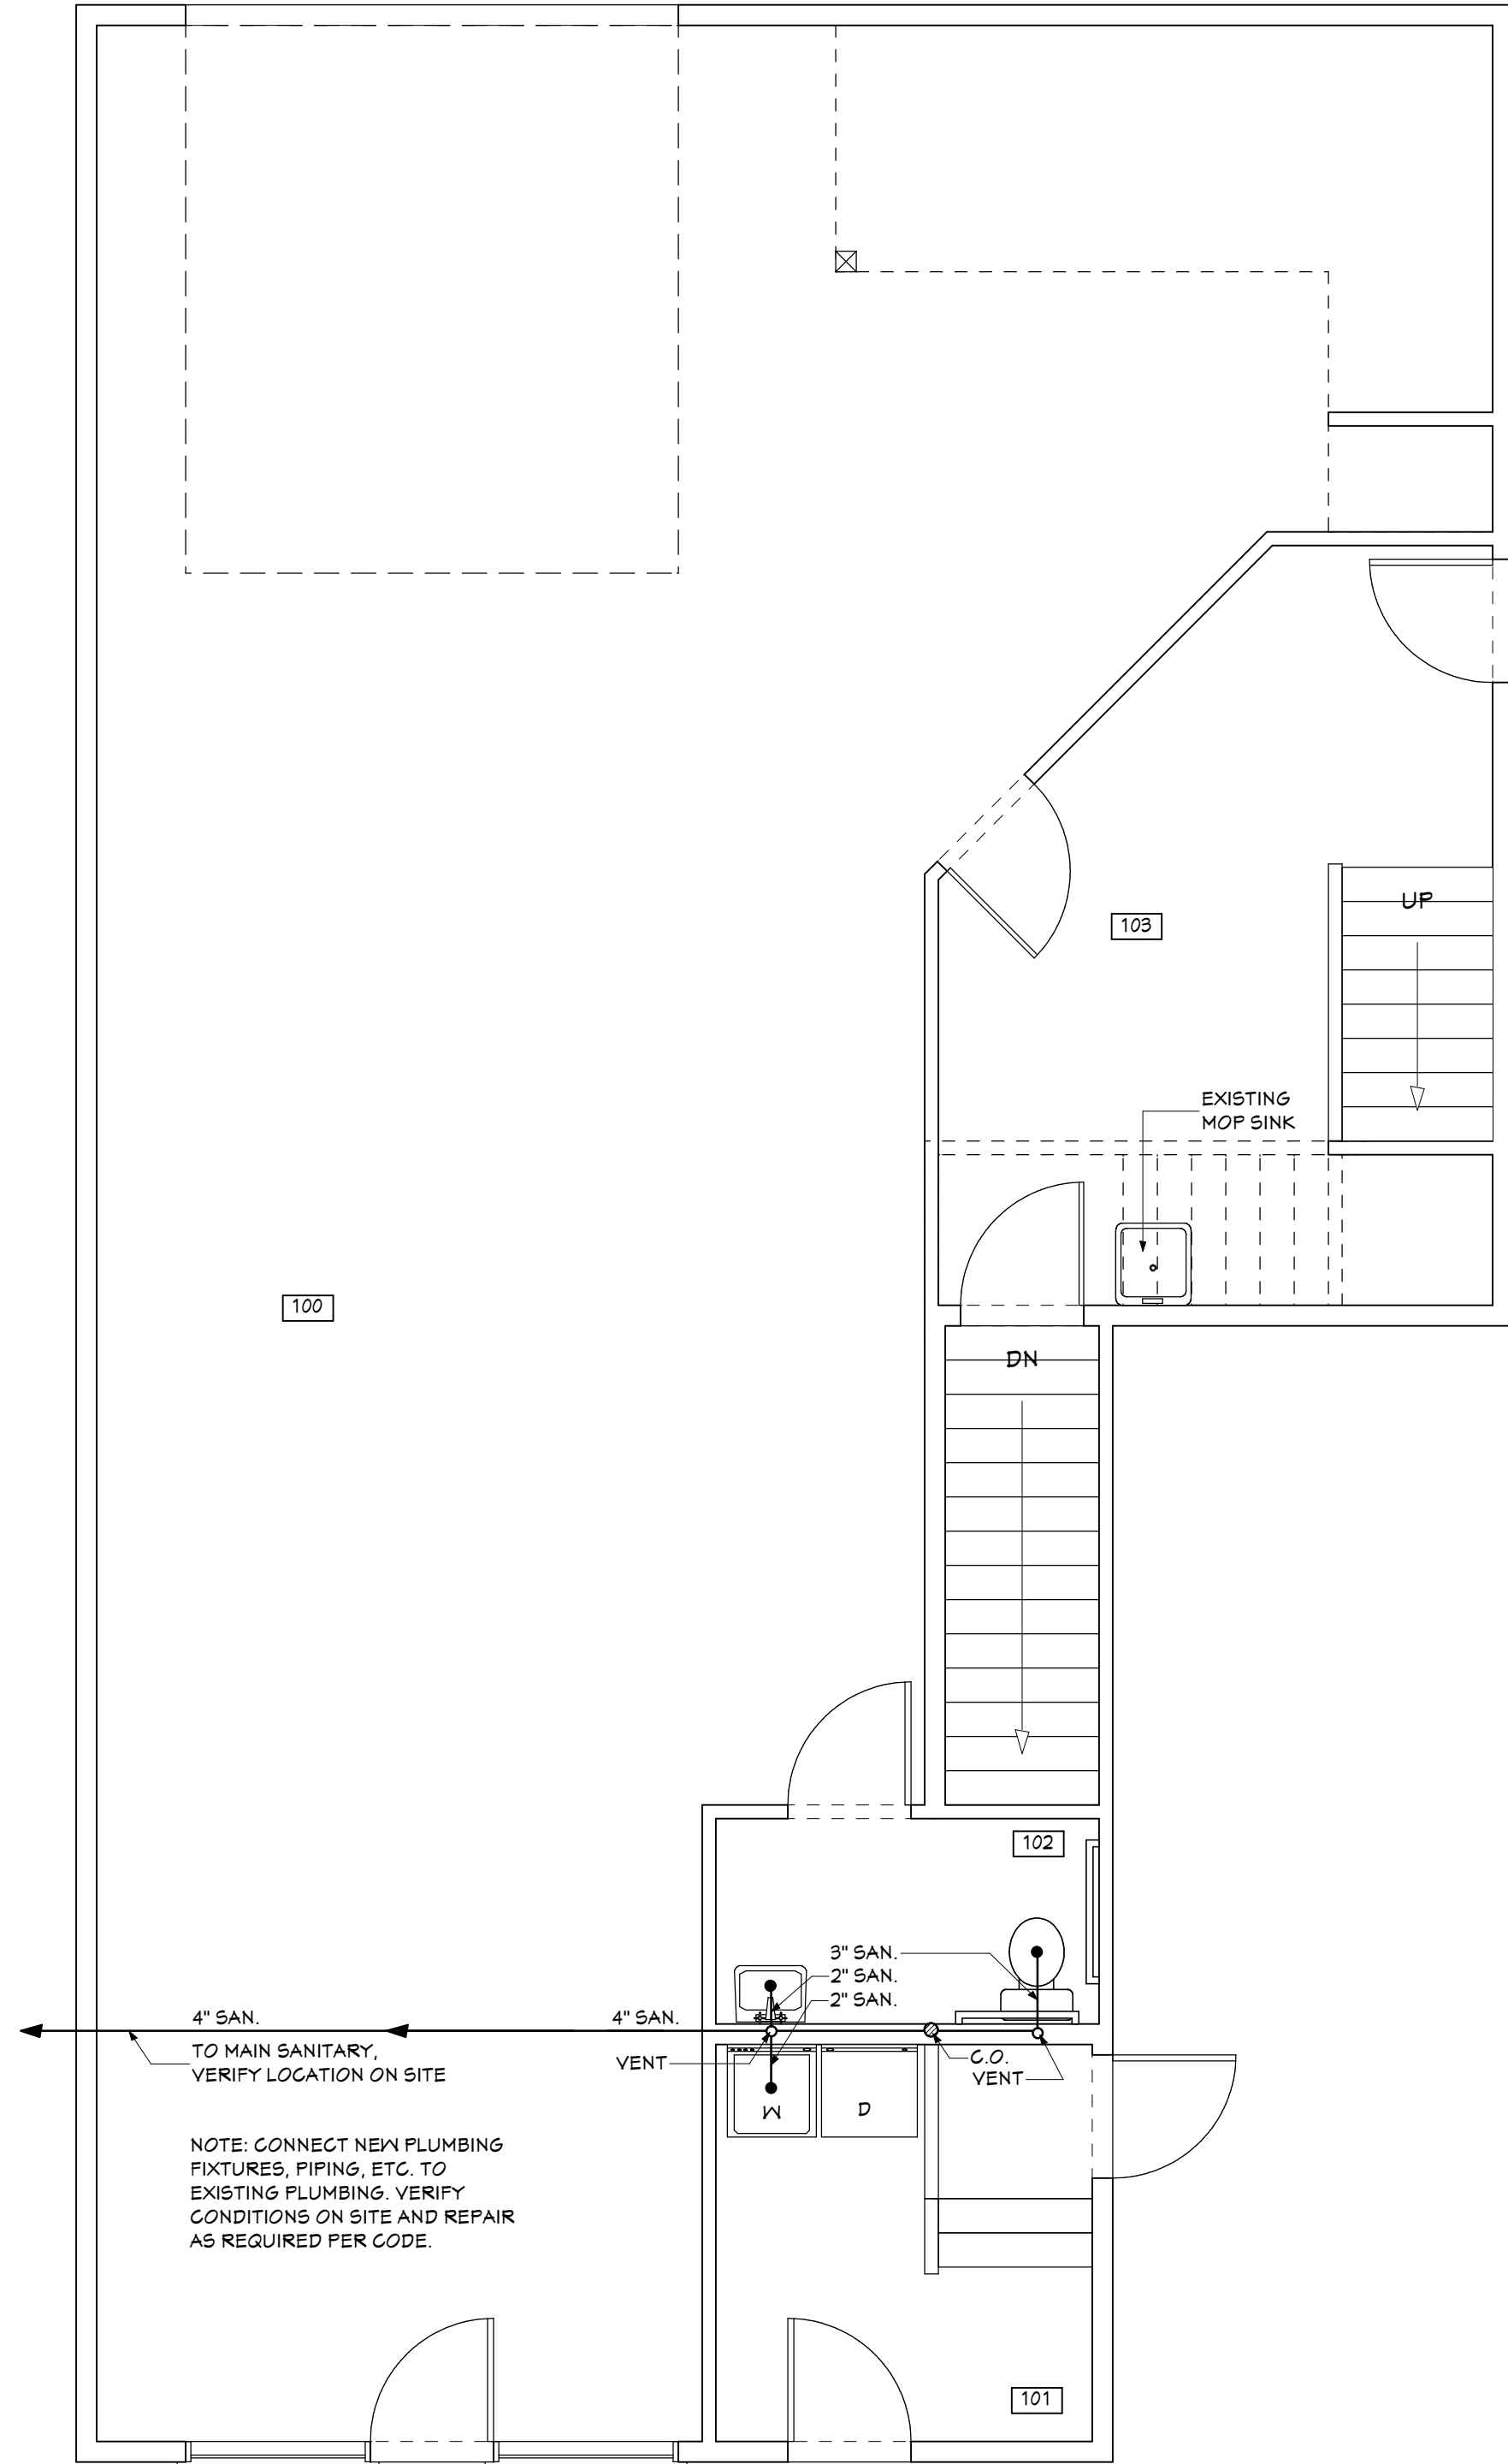 UP
103
EXISTING
MOP SINK
100
DN
102
3" SAN.
2" SAN.
2" SAN.
4" SAN.
4" SAN.
TO MAIN SANITARY,
VERIFY LOCATION ON SITE
VENT
C.O.
VENT
W
D
NOTE: CONNECT NEW PLUMBING
FIXTURES, PIPING, ETC. TO
EXISTING PLUMBING. VERIFY
CONDITIONS ON SITE AND REPAIR
AS REQUIRED PER CODE.
101